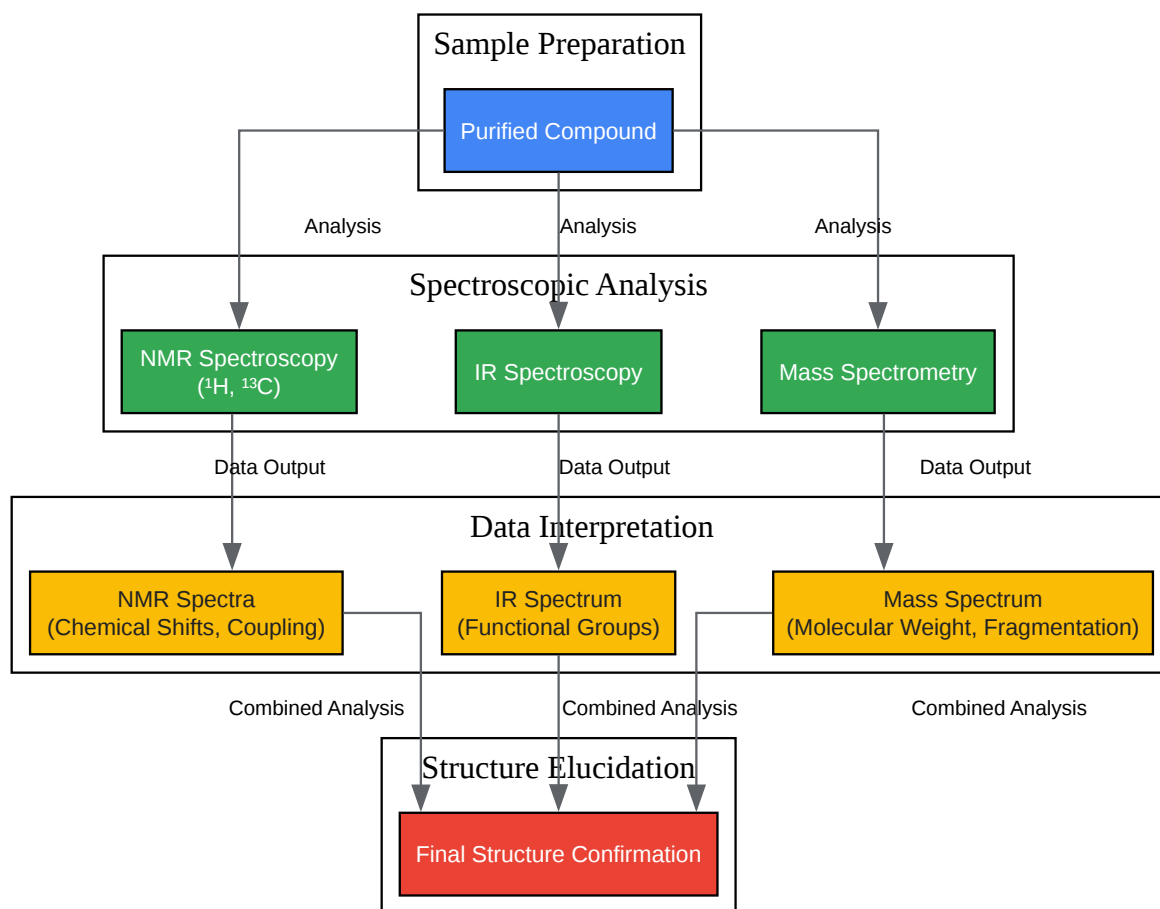 Sample Preparation
Purified Compound
Analysis
Analysis
Analysis
Spectroscopic Analysis
NMR Spectroscopy
(¹H, ¹³C)
IR Spectroscopy
Mass Spectrometry
Data Output
Data Output
Data Output
Data Interpretation
NMR Spectra
(Chemical Shifts, Coupling)
IR Spectrum
(Functional Groups)
Mass Spectrum
(Molecular Weight, Fragmentation)
Combined Analysis
Combined Analysis
Combined Analysis
Structure Elucidation
Final Structure Confirmation